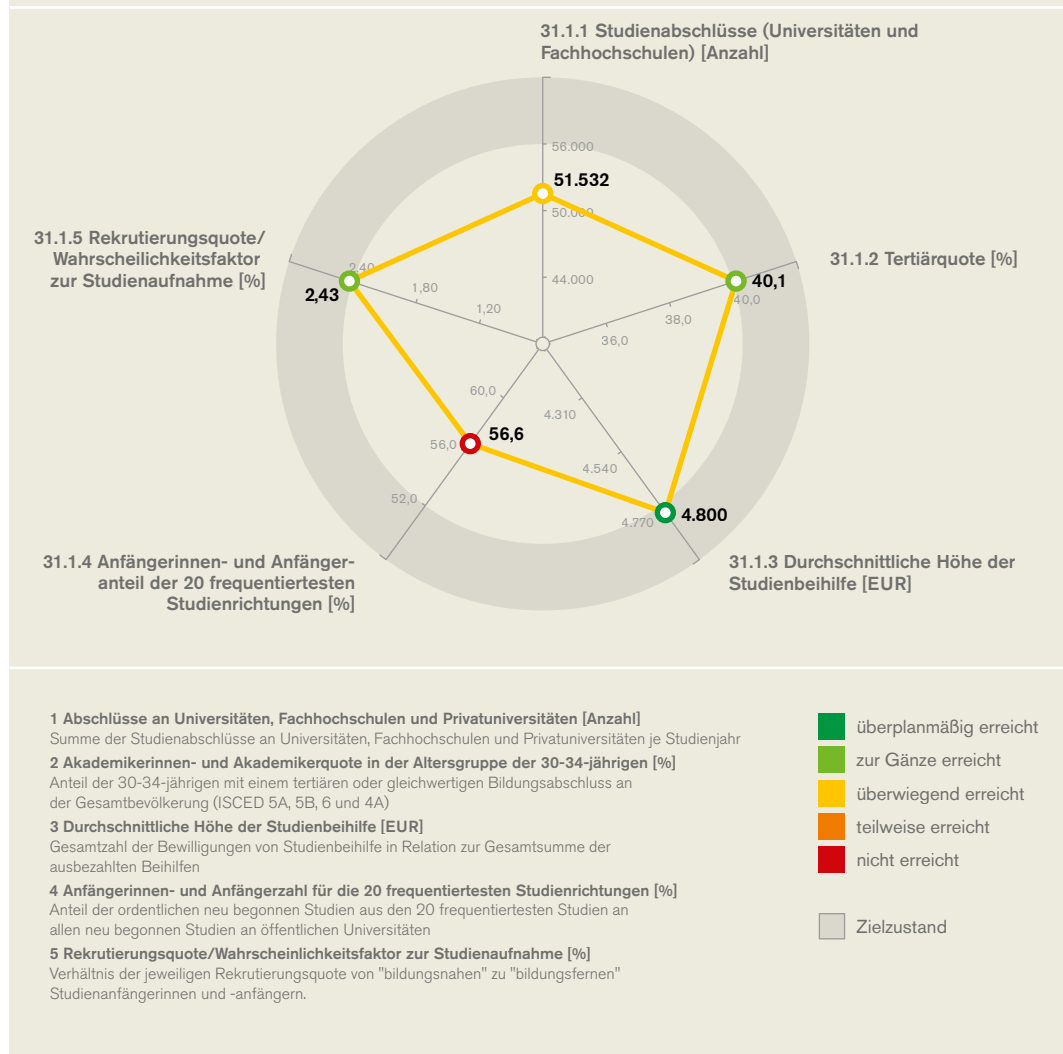 31.1.1 Studienabschlüsse (Universitäten und
Fachhochschulen) [Anzahl]
56.000
51.532
50.000
44.000
31.1.5 Rekrutierungsquote/
Wahrscheilichkeitsfaktor
zur Studienaufnahme [%]
2,40
2,43
1,80
1,20
31.1.2 Tertiärquote [%]
40,1
40,0
38,0
36,0
60,0
56,0
56,6
52,0
4.310
4.540
4.770
4.800
31.1.4 Anfängerinnen- und Anfänger-
anteil der 20 frequentiertesten
Studienrichtungen [%]
31.1.3 Durchschnittliche Höhe der
Studienbeihilfe [EUR]
1 Abschlüsse an Universitäten, Fachhochschulen und Privatuniversitäten [Anzahl]
Summe der Studienabschlüsse an Universitäten, Fachhochschulen und Privatuniversitäten je Studienjahr
2 Akademikerinnen- und Akademikerquote in der Altersgruppe der 30-34-jährigen [%]
Anteil der 30-34-jährigen mit einem tertiären oder gleichwertigen Bildungsabschluss an
der Gesamtbevölkerung (ISCED 5A, 5B, 6 und 4A)
3 Durchschnittliche Höhe der Studienbeihilfe [EUR]
Gesamtzahl der Bewilligungen von Studienbeihilfe in Relation zur Gesamtsumme der
ausbezahlten Beihilfen
4 Anfängerinnen- und Anfängerzahl für die 20 frequentiertesten Studienrichtungen [%]
Anteil der ordentlichen neu begonnen Studien aus den 20 frequentiertesten Studien an
allen neu begonnen Studien an öffentlichen Universitäten
5 Rekrutierungsquote/Wahrscheinlichkeitsfaktor zur Studienaufnahme [%]
Verhältnis der jeweiligen Rekrutierungsquote von "bildungsnahen" zu "bildungsfernen"
Studienanfängerinnen und -anfängern.
überplanmäßig erreicht
zur Gänze erreicht
überwiegend erreicht
teilweise erreicht
nicht erreicht
Zielzustand